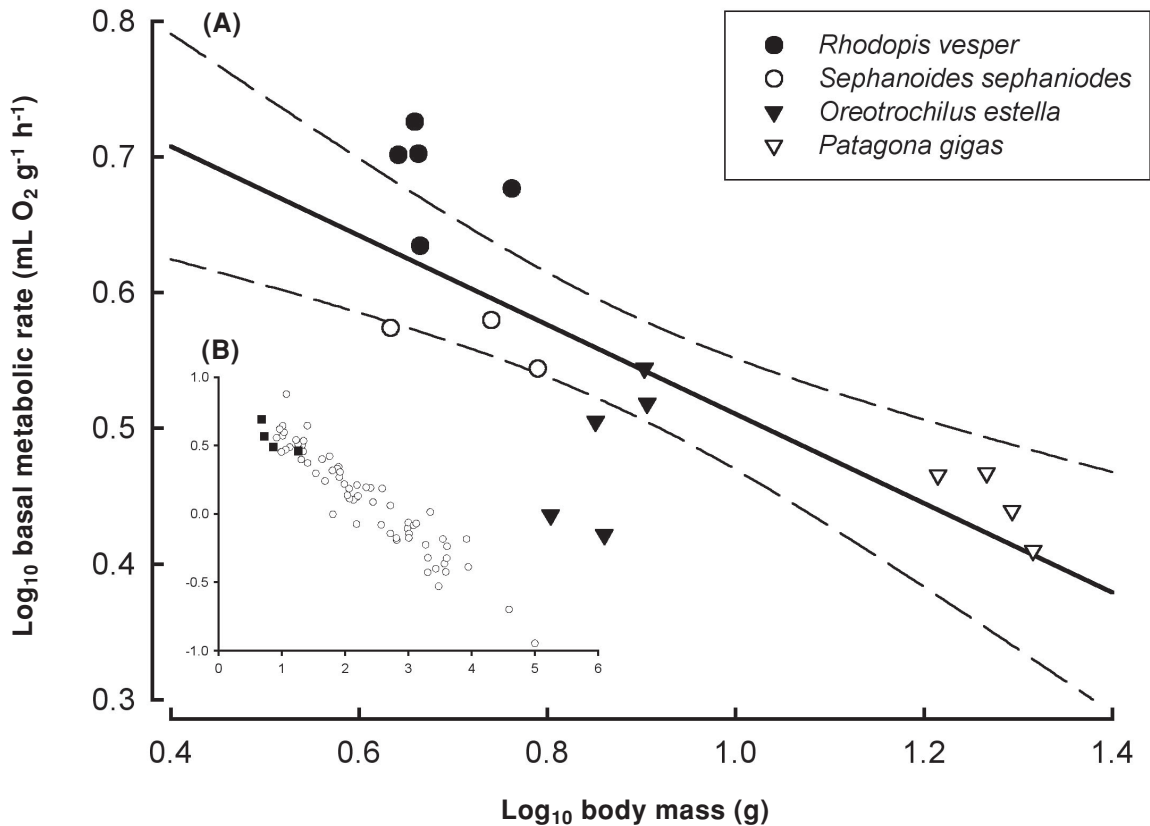 (A)
Rhodopis vesper
Sephanoides sephaniodes
Oreotrochilus estella
Patagona gigas
Log10 basal metabolic rate (mL O2 g-1 h-1)
0.8
0.7
0.6
0.5
0.4
0.3
(B)
1.0
0.5
0.0
-0.5
-1.0
0 1 2 3 4 5 6
0.4 0.6 0.8 1.0 1.2 1.4
Log10 body mass (g)